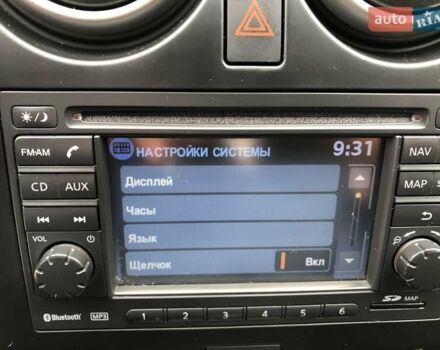 auto RIA
FM•AM
CD AUX
VOL
Bluetooth MP3
НАСТРОЙКИ СИСТЕМЫ 9:31
Дисплей
Часы
Язык
Щелчок Вкл
1 2 3 4 5 6
NAV
MAP
SD MAP